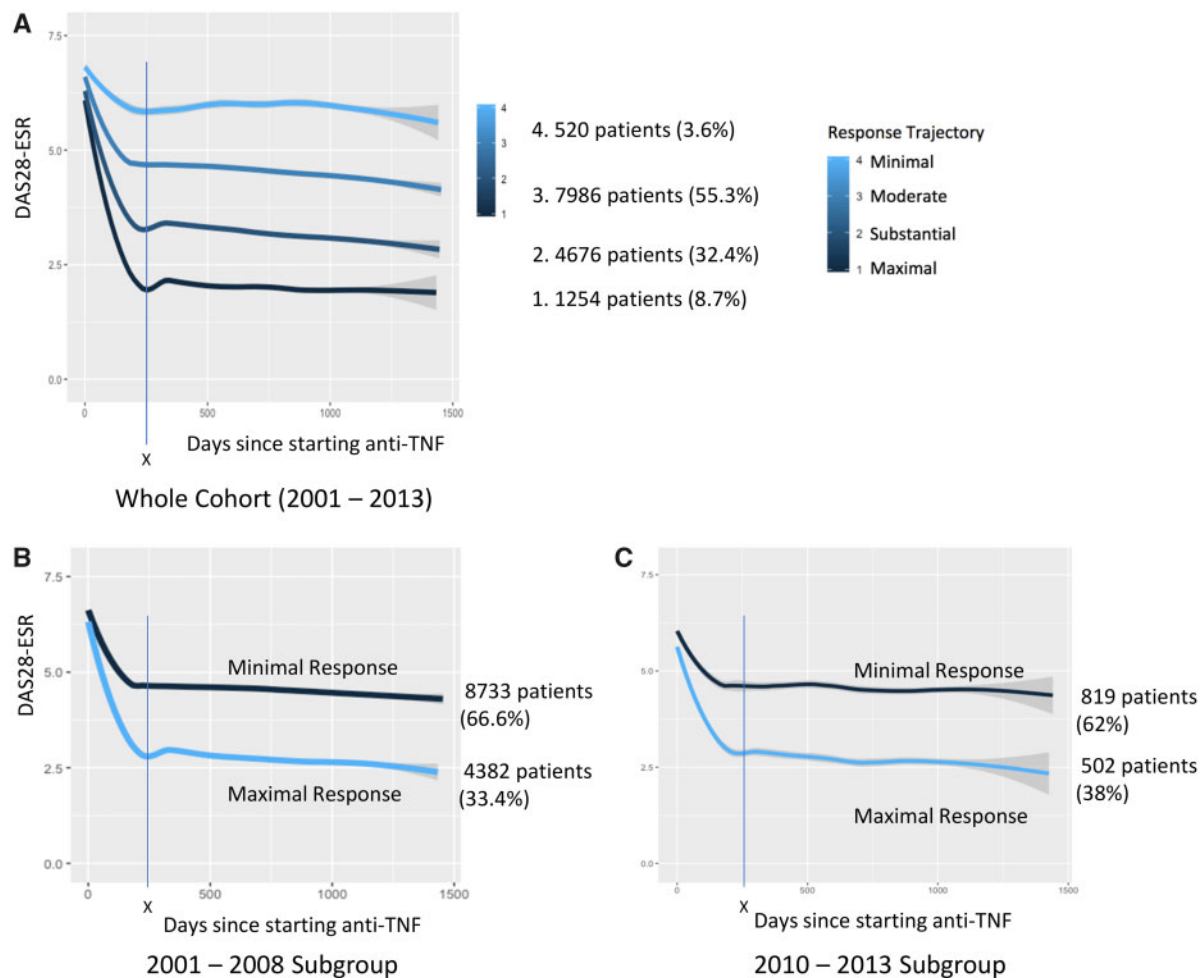 A
7.5
5.0
2.5
0.0
DAS28-ESR
0
500
1000
1500
Days since starting anti-TNF
X
Whole Cohort (2001 – 2013)
4
3
2
1
4. 520 patients (3.6%)
3. 7986 patients (55.3%)
2. 4676 patients (32.4%)
1. 1254 patients (8.7%)
Response Trajectory
4 Minimal
3 Moderate
2 Substantial
1 Maximal
B
7.5
5.0
2.5
0.0
DAS28-ESR
Minimal Response
8733 patients
(66.6%)
4382 patients
(33.4%)
Maximal Response
0
500
1000
1500
X
Days since starting anti-TNF
2001 – 2008 Subgroup
C
7.5
5.0
2.5
0.0
Minimal Response
819 patients
(62%)
502 patients
(38%)
Maximal Response
0
500
1000
1500
X
Days since starting anti-TNF
2010 – 2013 Subgroup